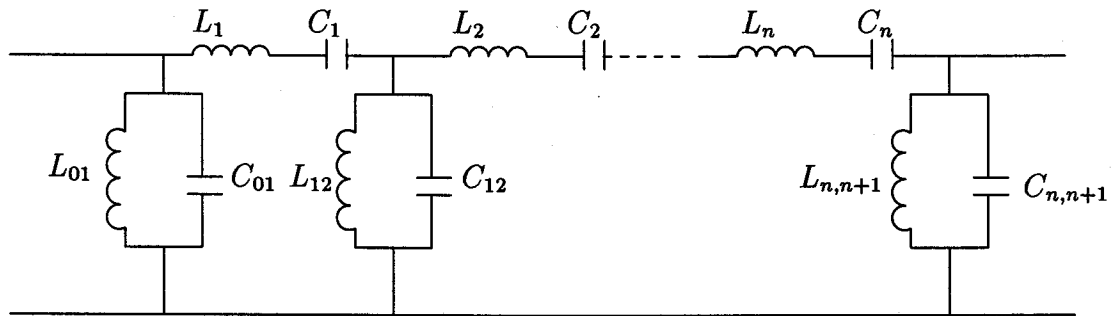 L₁ C₁ L₂ C₂ Lₙ Cₙ
L₀₁ C₀₁ L₁₂ C₁₂ Lₙ,ₙ₊₁ Cₙ,ₙ₊₁